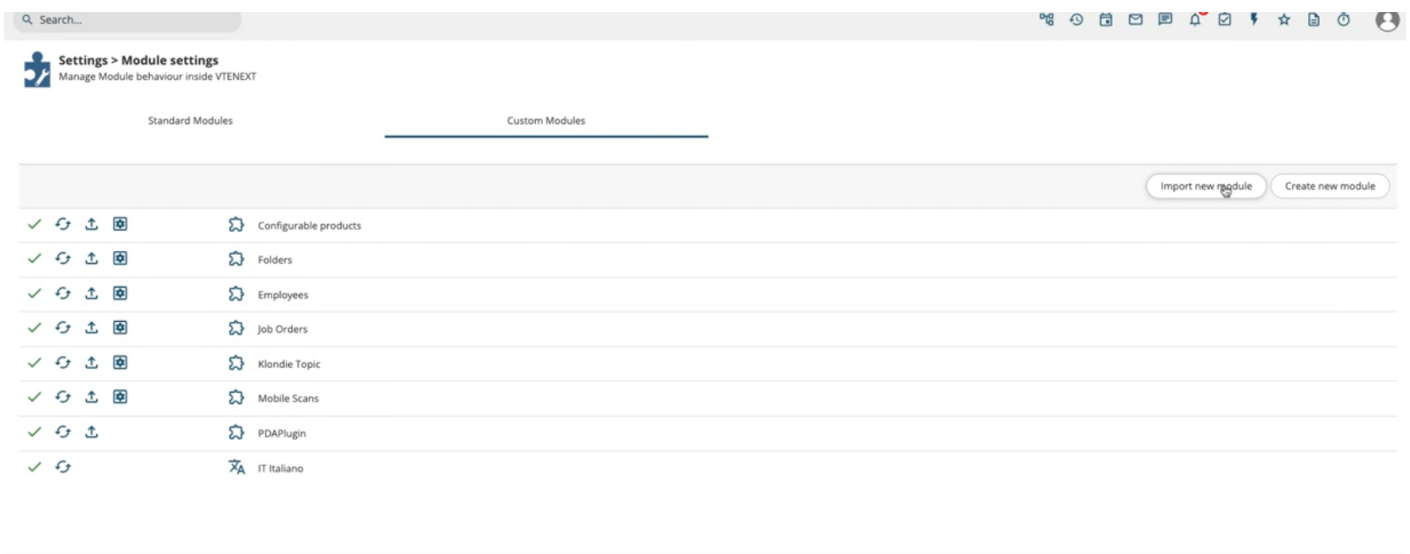 Search...
Settings > Module settings
Manage Module behaviour inside VTENEXT
Standard Modules
Custom Modules
Import new module
Create new module
Configurable products
Folders
Employees
Job Orders
Klondie Topic
Mobile Scans
PDAPlugin
IT Italiano